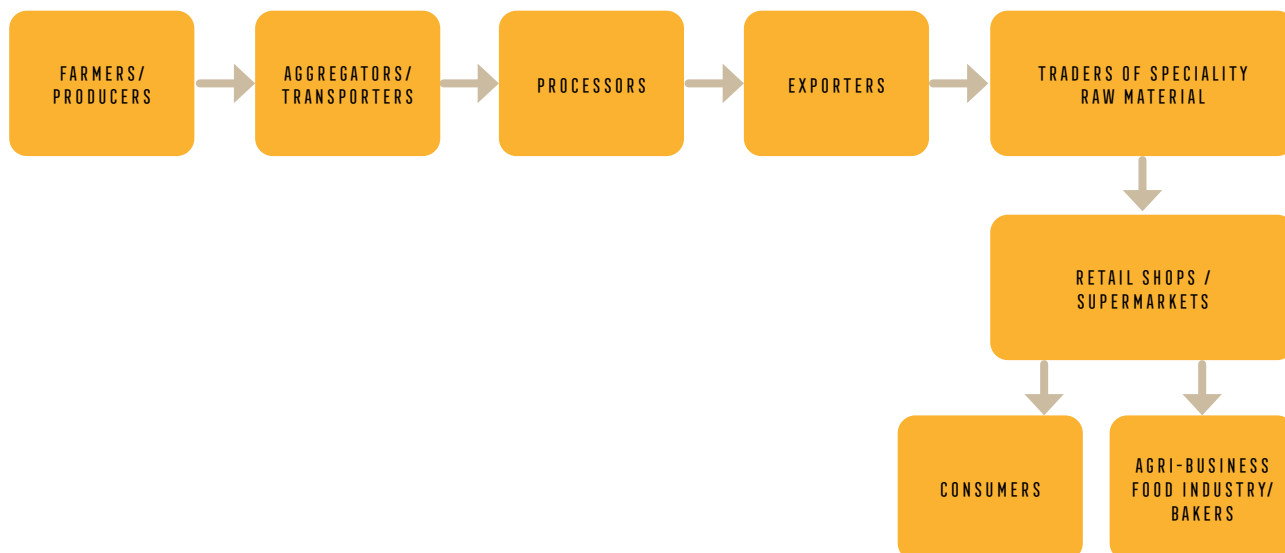 FARMERS/
PRODUCERS
AGGREGATORS/
TRANSPORTERS
PROCESSORS
EXPORTERS
TRADERS OF SPECIALITY
RAW MATERIAL
RETAIL SHOPS /
SUPERMARKETS
CONSUMERS
AGRI-BUSINESS
FOOD INDUSTRY/
BAKERS